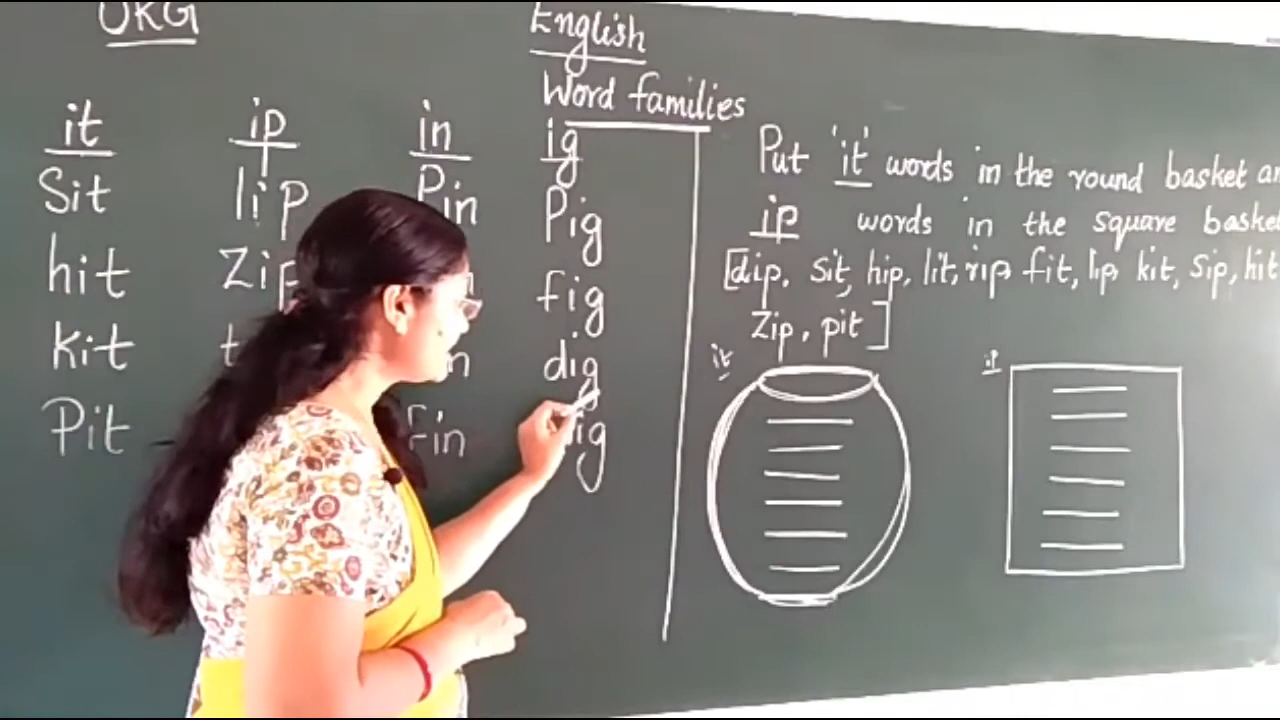 UKG
English
Word families
it ip in ig
Sit lip Pin Pig
hit Zip fig
kit dig
Pit Fin
Put 'it' words in the round basket
ip words in the square
[dip, sit, hip, lit, rip, fit, lip, kit, Sip, hit
Zip, pit]
it
ip